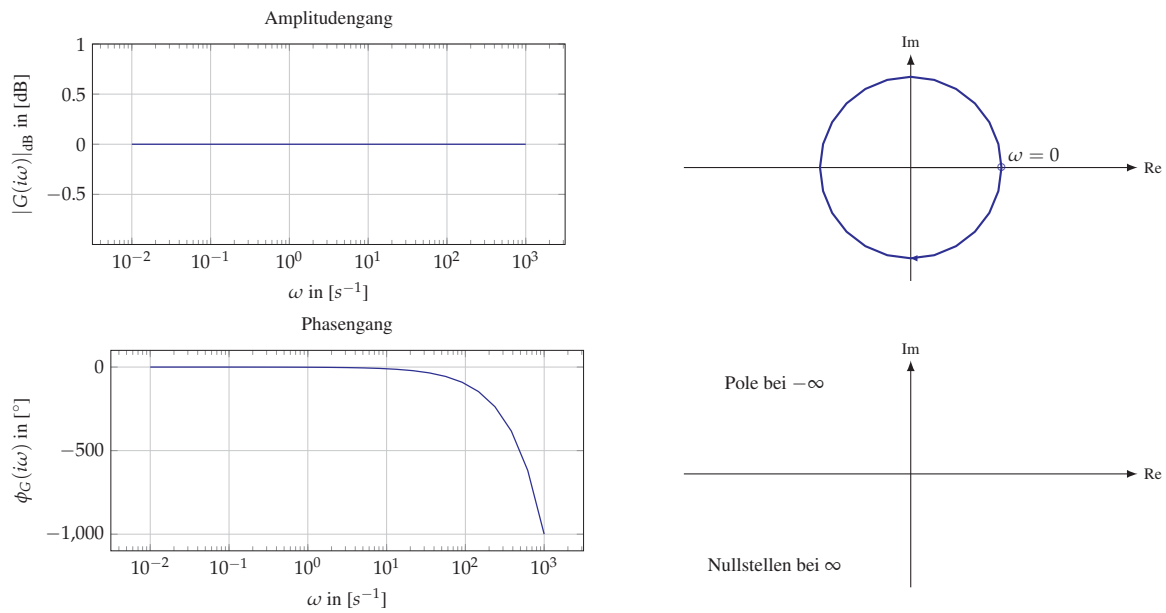 Amplitudengang
1
0.5
0
−0.5
|G(iω)|dB in [dB]
10⁻² 10⁻¹ 10⁰ 10¹ 10² 10³
ω in [s⁻¹]
Im
ω = 0
Re
Phasengang
0
−500
−1,000
ϕG(iω) in [°]
10⁻² 10⁻¹ 10⁰ 10¹ 10² 10³
ω in [s⁻¹]
Im
Pole bei −∞
Re
Nullstellen bei ∞